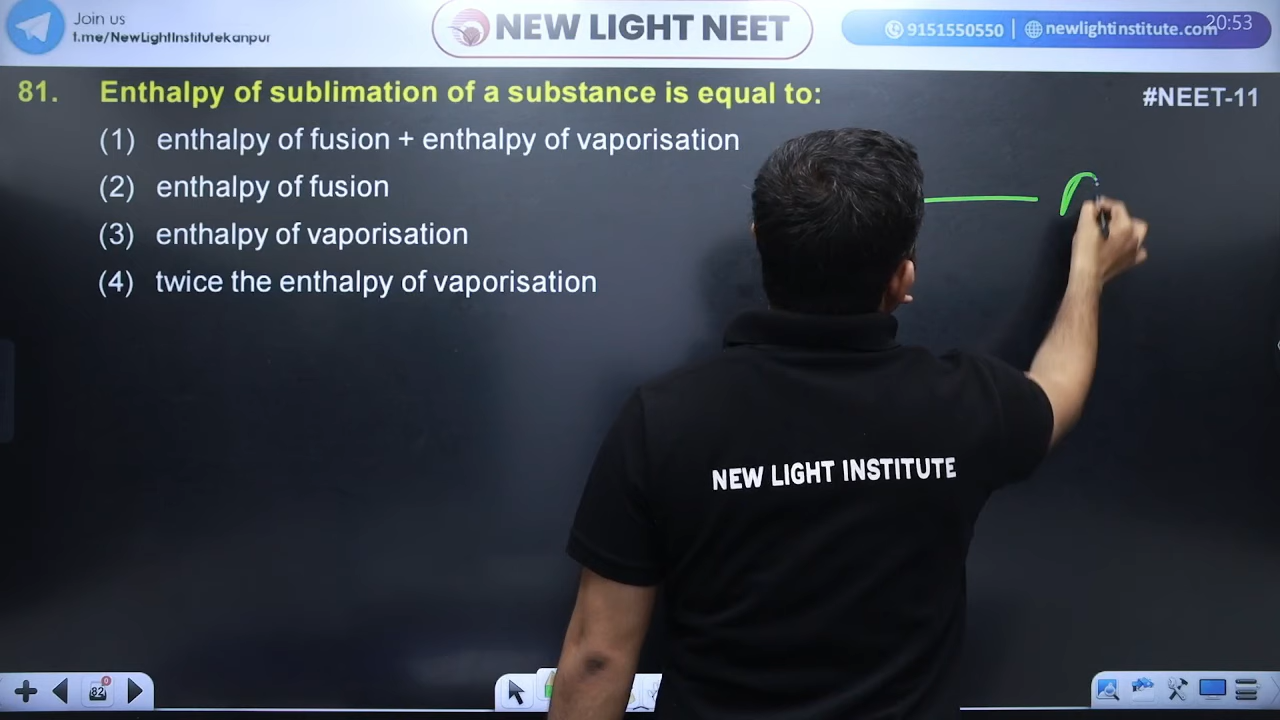 Join us
t.me/NewLightInstitutekanpur
NEW LIGHT NEET
9151550550 | newlightinstitute.com
20:53
81. Enthalpy of sublimation of a substance is equal to:
#NEET-11
(1) enthalpy of fusion + enthalpy of vaporisation
(2) enthalpy of fusion
(3) enthalpy of vaporisation
(4) twice the enthalpy of vaporisation
NEW LIGHT INSTITUTE
82
0